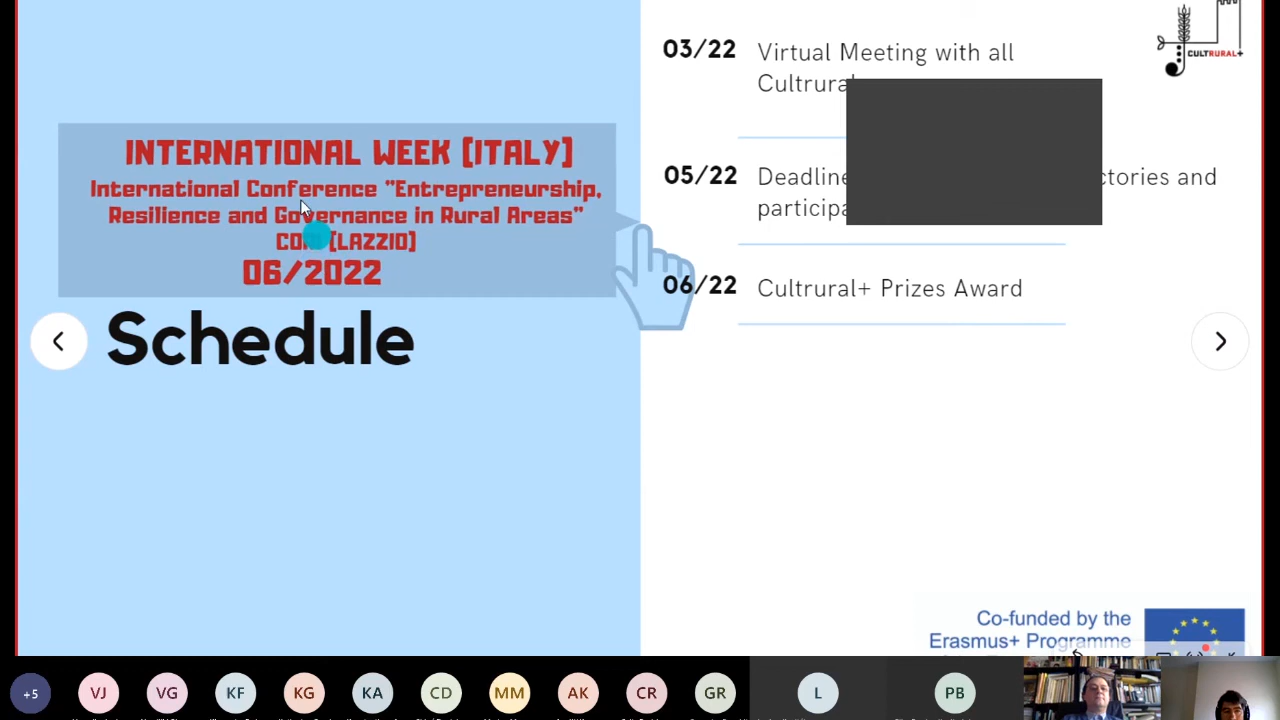 INTERNATIONAL WEEK [ITALY]
International Conference "Entrepreneurship,
Resilience and Governance in Rural Areas"
[LAZZIO]
06/2022
Schedule
03/22 Virtual Meeting with all
05/22 Deadline and
06/22 Cultrural+ Prizes Award
CULTRURAL+
Co-funded by the
Erasmus+ Programme
+5 VJ VG KF KG KA CD MM AK CR GR L PB